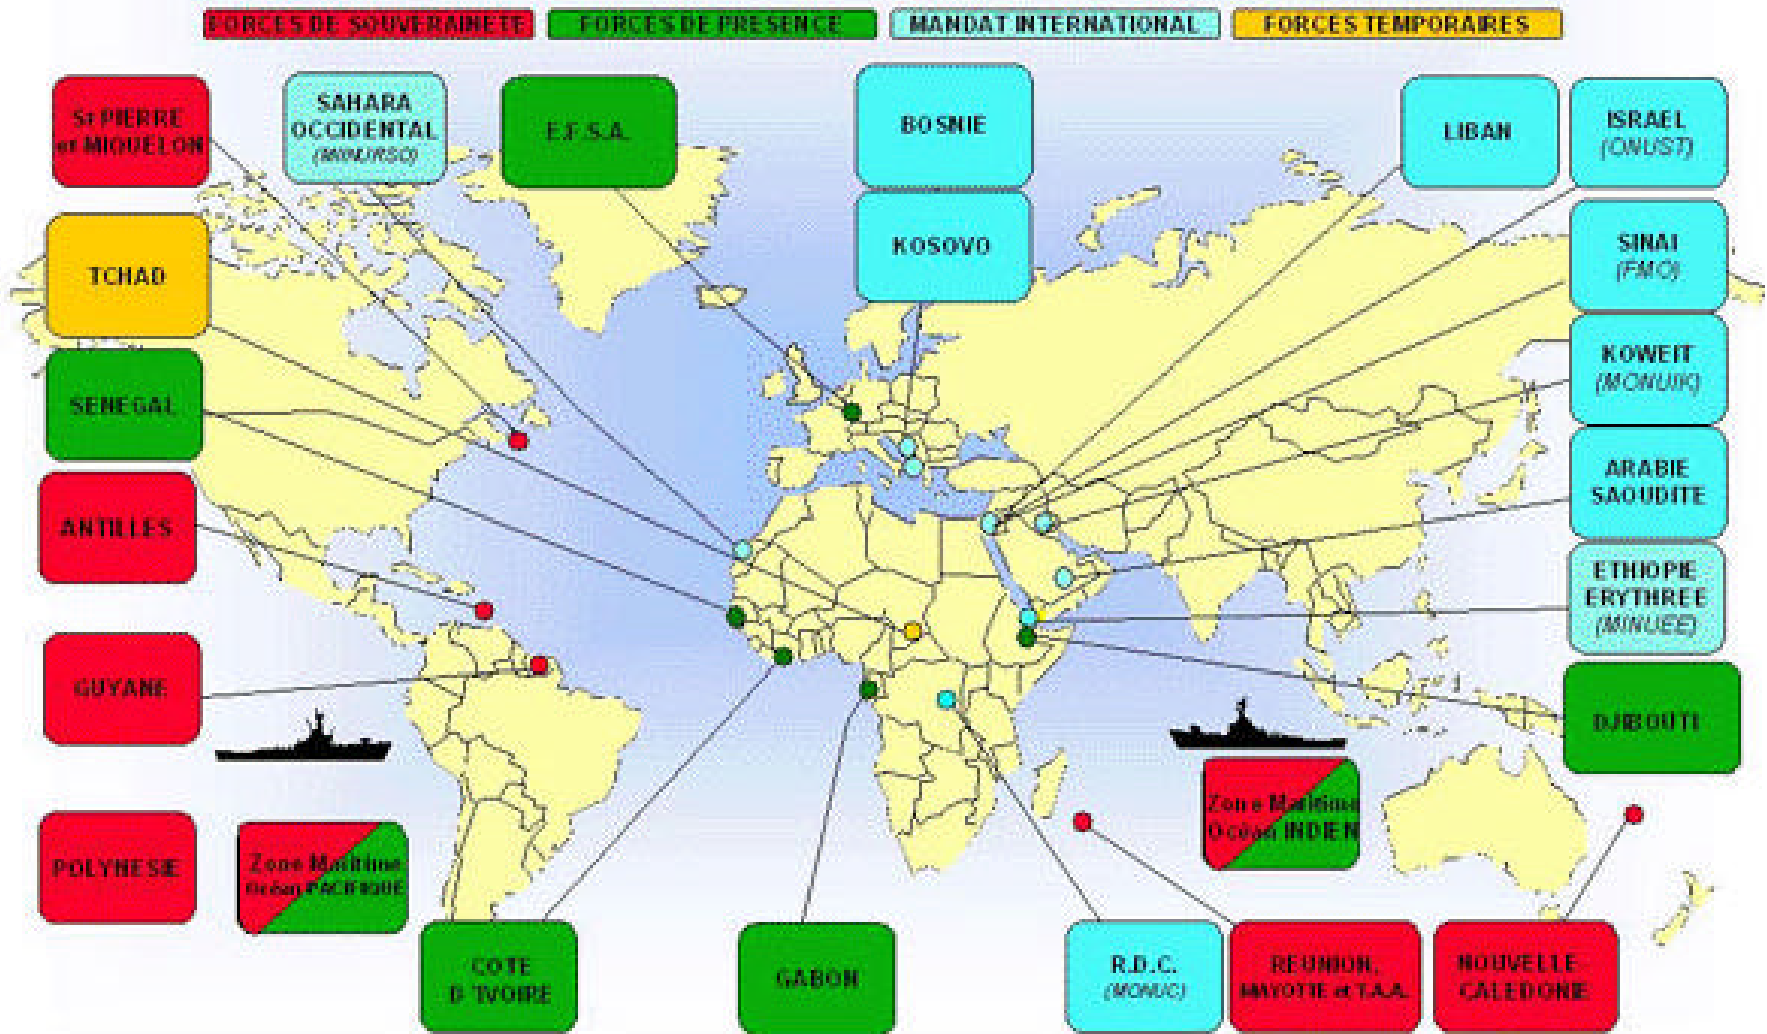 FORCES DE SOUVERAINETE
FORCES DE PRESENCE
MANDAT INTERNATIONAL
FORCES TEMPORAIRES
St PIERRE
et MIQUELON
SAHARA
OCCIDENTAL
(MINURSO)
E.F.S.A.
BOSNIE
LIBAN
ISRAEL
(ONUST)
TCHAD
KOSOVO
SINAI
(FMO)
SENEGAL
KOWEIT
(MONUIK)
ANTILLES
ARABIE
SAOUDITE
ETHIOPIE
ERYTHREE
(MINUEE)
GUYANE
DJIBOUTI
POLYNESIE
Zone Maritime
Océan PACIFIQUE
Zone Maritime
Océan INDIEN
COTE
D 'IVOIRE
GABON
R.D.C.
(MONUC)
REUNION,
MAYOTTE et T.A.A.
NOUVELLE
CALEDONIE